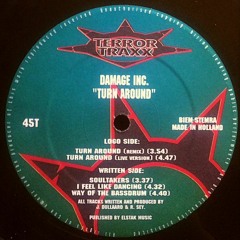 TERROR
TRAXX
DAMAGE INC.
"TURN AROUND"
45T
BIEM-STEMRA
MADE IN HOLLAND
LOGO SIDE:
TURN AROUND (REMIX) (3.54)
TURN AROUND (LIVE VERSION) (4.47)
WRITTEN SIDE:
SOULTAKERS (3.37)
I FEEL LIKE DANCING (4.32)
WAY OF THE BASSDRUM (4.40)
ALL TRACKS WRITTEN AND PRODUCED BY
PUBLISHED BY ELSTAK MUSIC